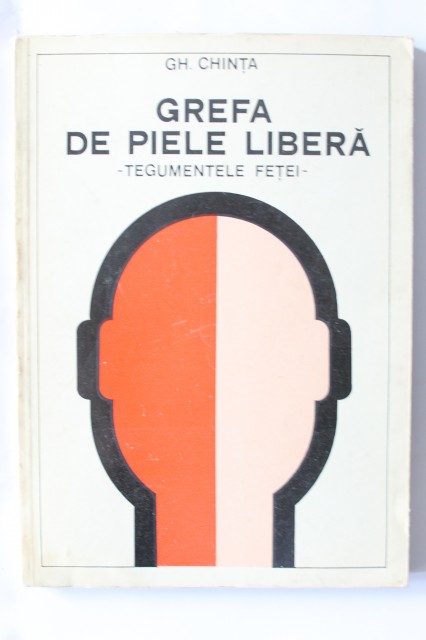 GH. CHINȚA
GREFA
DE PIELE LIBERĂ
-TEGUMENTELE FEȚEI-